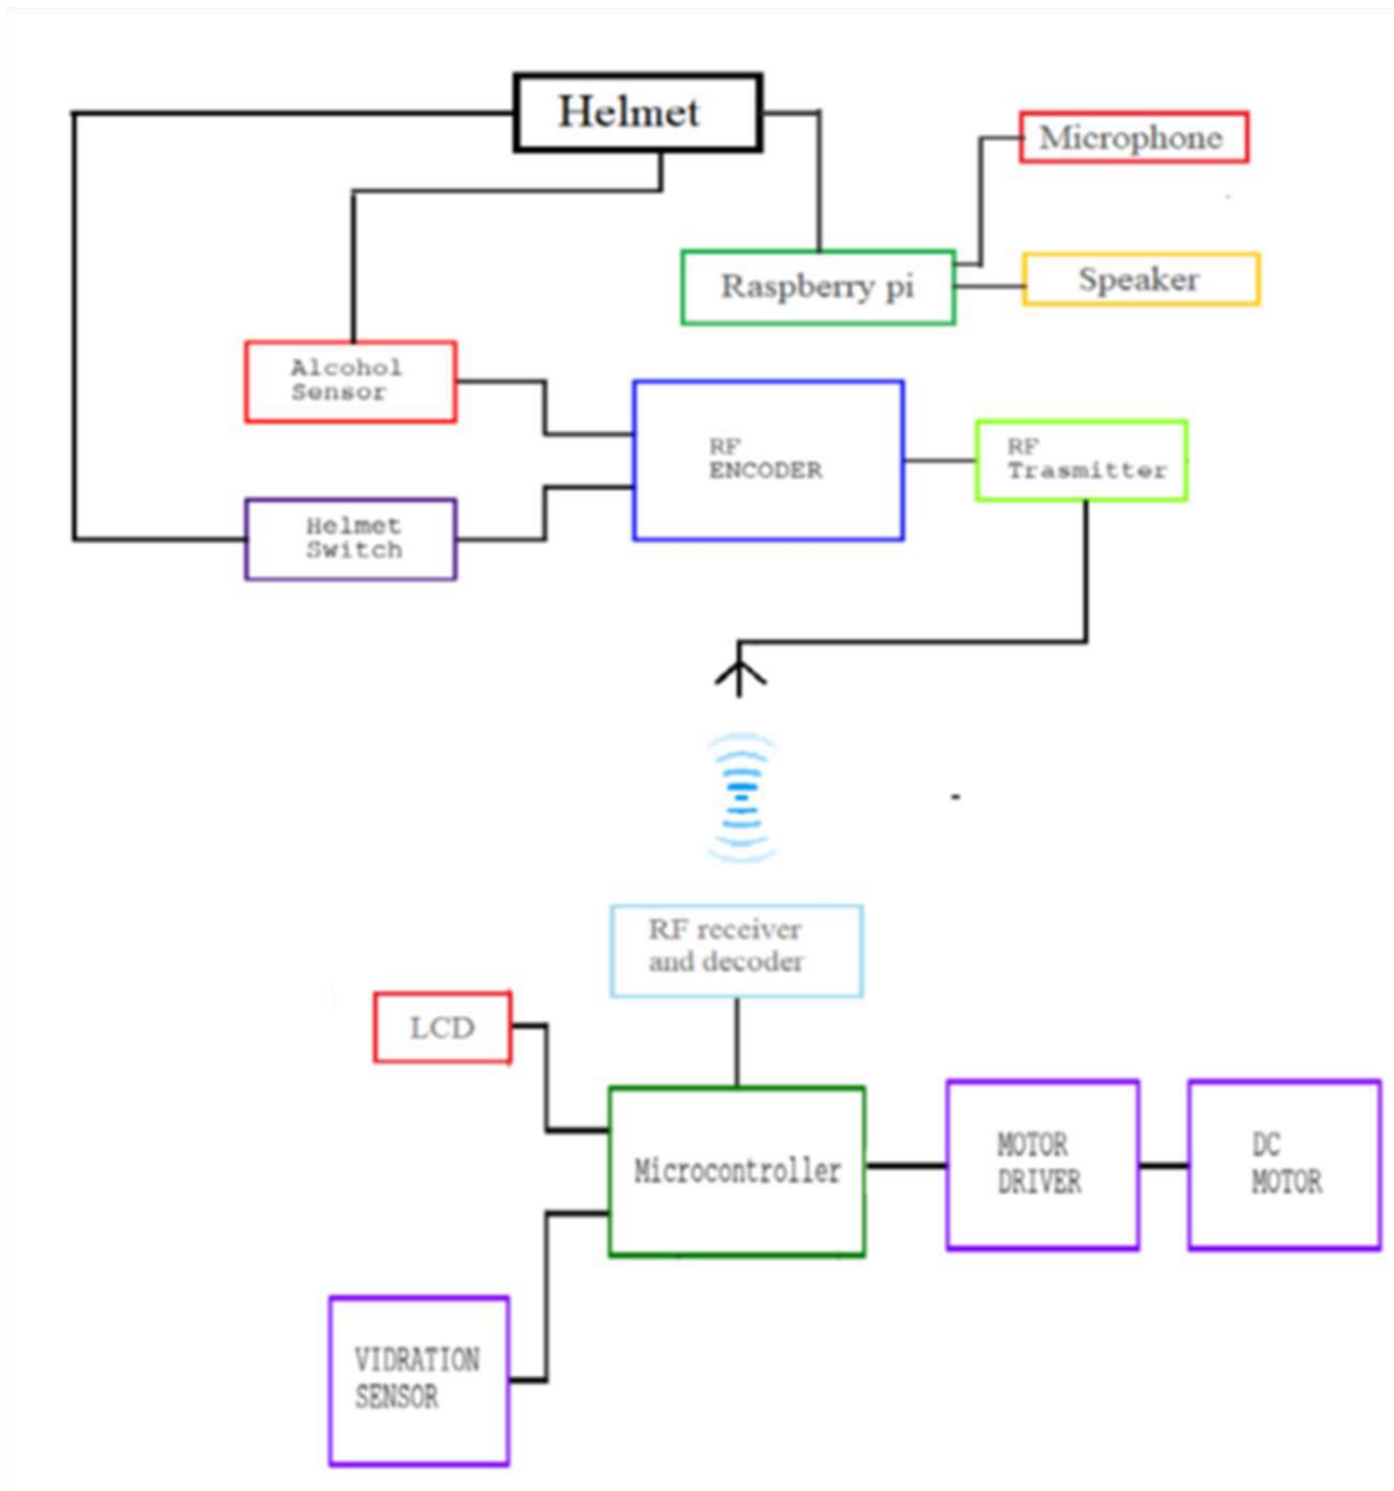 Helmet
Microphone
Raspberry pi
Speaker
Alcohol
Sensor
RF
ENCODER
RF
Trasmitter
Helmet
Switch
RF receiver
and decoder
LCD
Microcontroller
MOTOR
DRIVER
DC
MOTOR
VIDRATION
SENSOR